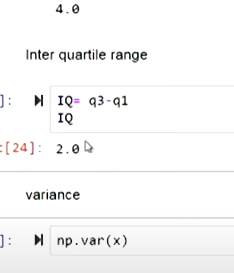 4.0
Inter quartile range
]: IQ= q3-q1
IQ
:[24]: 2.0
variance
]: np.var(x)